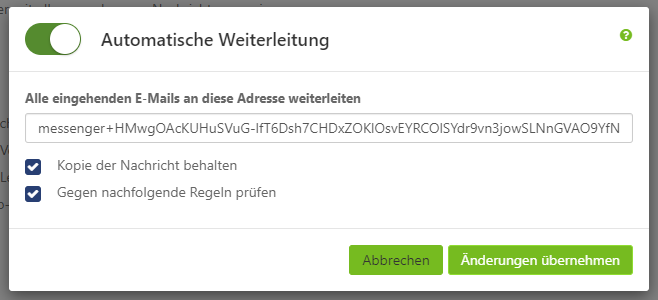 Automatische Weiterleitung
?
Alle eingehenden E-Mails an diese Adresse weiterleiten
messenger+HMwgOAcKUHuSVuG-IfT6Dsh7CHDxZOKIOsvEYRCOISYdr9vn3jowSLNnGVAO9YfN
Kopie der Nachricht behalten
Gegen nachfolgende Regeln prüfen
Abbrechen
Änderungen übernehmen